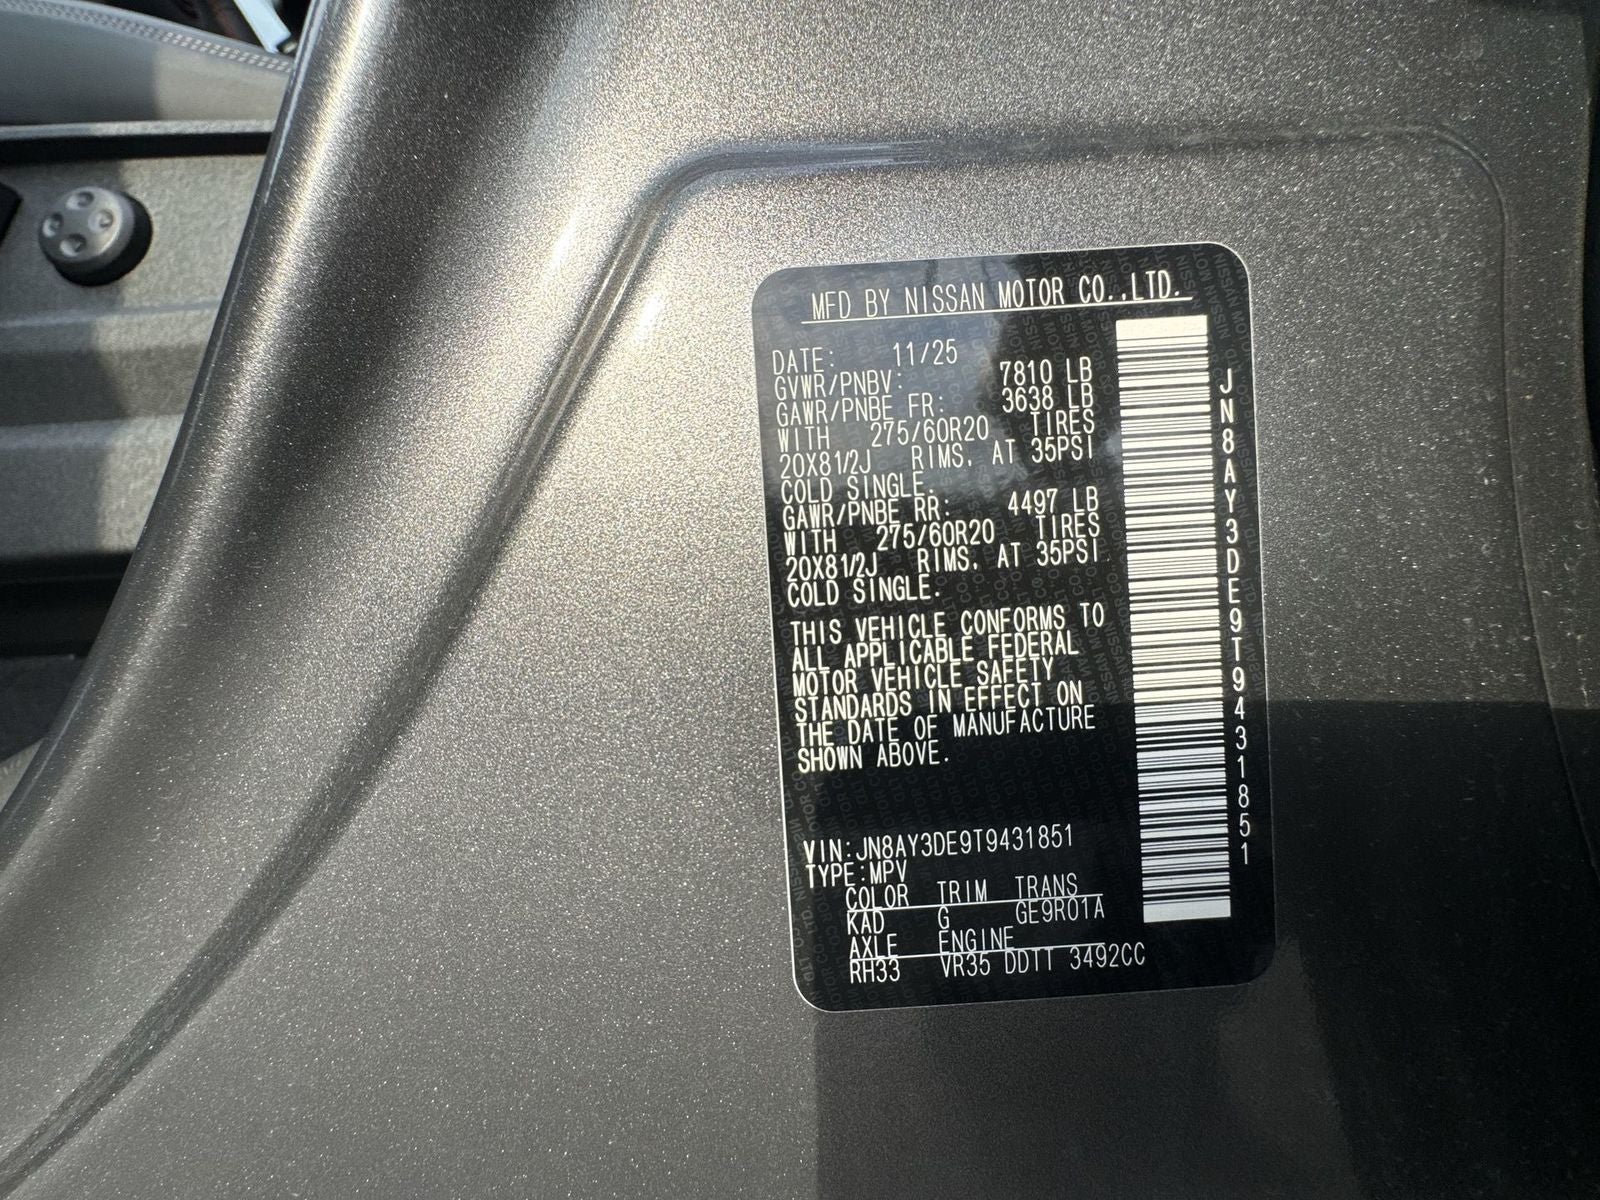 MFD BY NISSAN MOTOR CO.,LTD.
DATE: 11/25
GVWR/PNBV: 7810 LB
GAWR/PNBE FR: 3638 LB
WITH 275/60R20 TIRES
20X81/2J RIMS, AT 35PSI
COLD SINGLE.
GAWR/PNBE RR: 4497 LB
WITH 275/60R20 TIRES
20X81/2J RIMS, AT 35PSI
COLD SINGLE.
THIS VEHICLE CONFORMS TO
ALL APPLICABLE FEDERAL
MOTOR VEHICLE SAFETY
STANDARDS IN EFFECT ON
THE DATE OF MANUFACTURE
SHOWN ABOVE.
VIN:JN8AY3DE9T9431851
TYPE:MPV
COLOR TRIM TRANS
KAD G GE9R01A
AXLE ENGINE
RH33 VR35 DDTT 3492CC
JN8AY3DE9T9431851